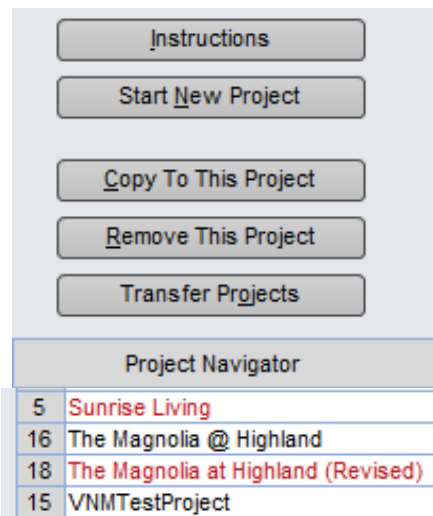 Instructions
Start New Project
Copy To This Project
Remove This Project
Transfer Projects
Project Navigator
5 Sunrise Living
16 The Magnolia @ Highland
18 The Magnolia at Highland (Revised)
15 VNMTestProject